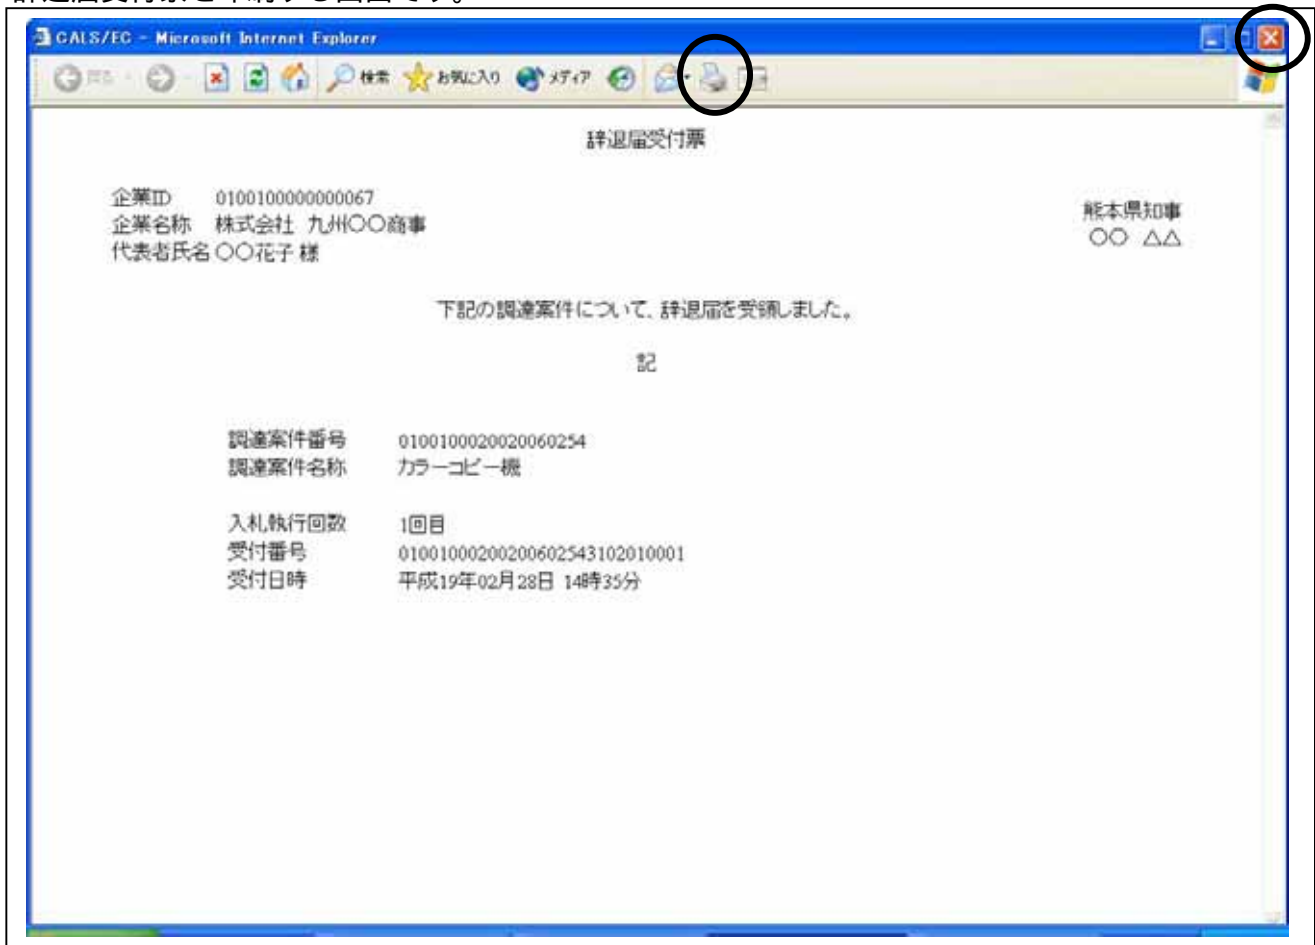 辞退届受付票を印刷する画面です。
CALS/EC - Microsoft Internet Explorer
戻る 検索 お気に入り メディア
辞退届受付票
企業ID 0100100000000067
企業名称 株式会社 九州〇〇商事
代表者氏名 〇〇花子 様
熊本県知事
〇〇 △△
下記の調達案件について、辞退届を受領しました。
記
調達案件番号 0100100020020060254
調達案件名称 カラーコピー機
入札執行回数 1回目
受付番号 01001000200200602543102010001
受付日時 平成19年02月28日 14時35分